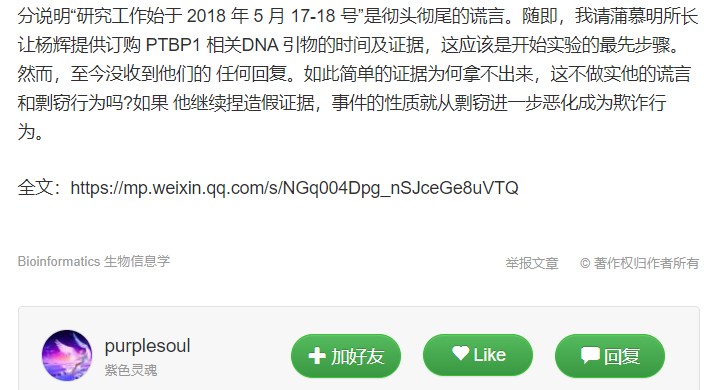 分说明“研究工作始于 2018 年 5 月 17-18 号”是彻头彻尾的谎言。随即，我请蒲慕明所长
让杨辉提供订购 PTBP1 相关DNA 引物的时间及证据，这应该是开始实验的最先步骤。
然而，至今没收到他们的 任何回复。如此简单的证据为何拿不出来，这不做实他的谎言
和剽窃行为吗?如果 他继续捏造假证据，事件的性质就从剽窃进一步恶化成为欺诈行
为。
全文：https://mp.weixin.qq.com/s/NGq004Dpg_nSJceGe8uVTQ
Bioinformatics 生物信息学
举报文章 © 著作权归作者所有
purplesoul
紫色灵魂
加好友
Like
回复